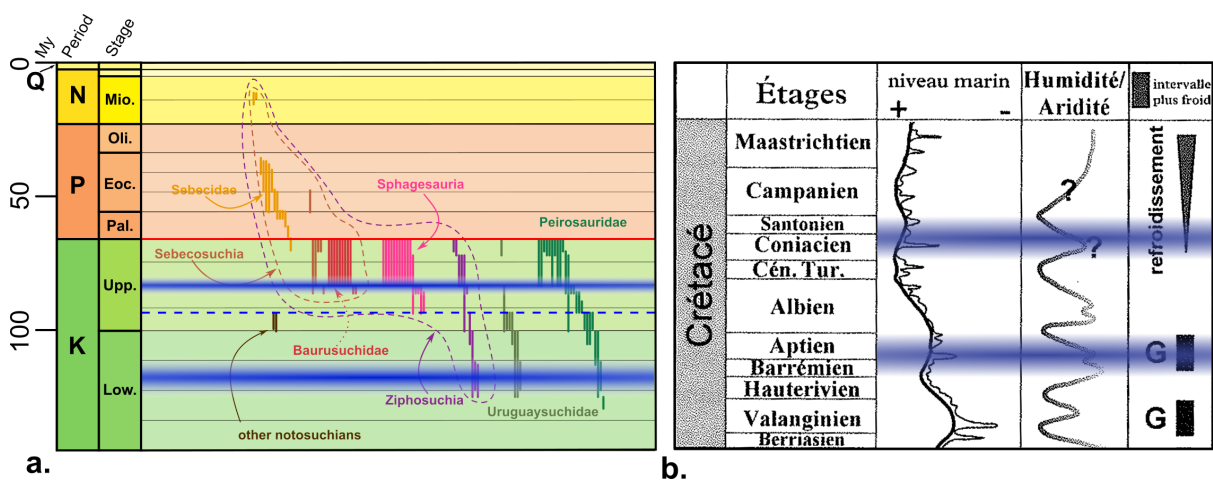 My
Period
Stage
0
Q
N
Mio.
Oli.
P
Eoc.
50
Pal.
Sebecidae
Sphagesauria
Peirosauridae
Sebecosuchia
Upp.
100
K
Baurusuchidae
Low.
Ziphosuchia
Uruguaysuchidae
other notosuchians
a.
Étages
niveau marin
+ -
Humidité/
Aridité
intervalle
plus froid
Crétacé
Maastrichtien
Campanien
Santonien
Coniacien
Cén. Tur.
Albien
Aptien
Barrémien
Hauterivien
Valanginien
Berriasien
?
?
refroidissement
G
G
b.